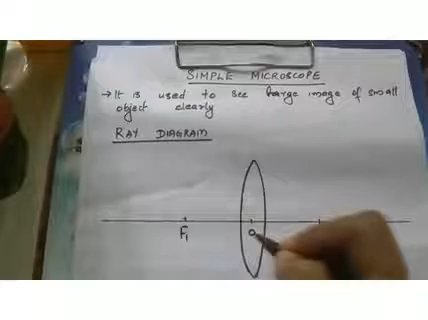 SIMPLE MICROSCOPE
→ It is used to see large image of small
object clearly
RAY DIAGRAM
F₁
O